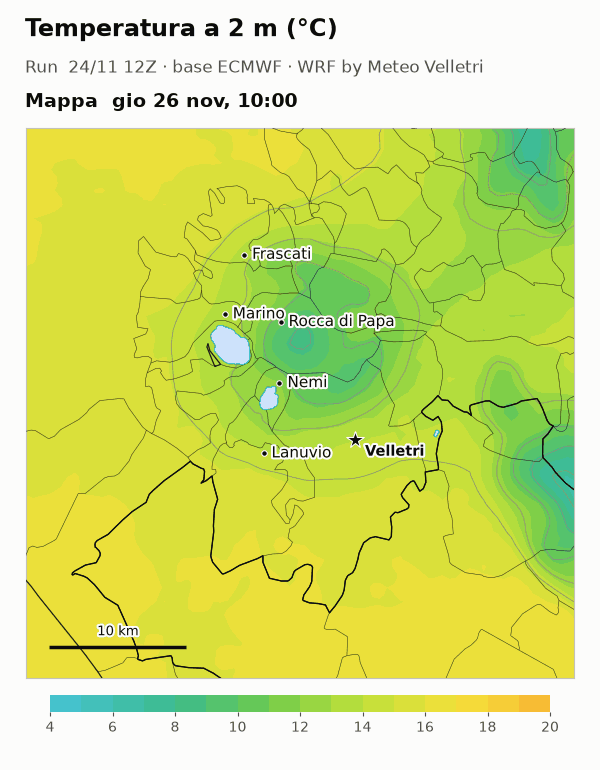 Temperatura a 2 m (°C)
Run  24/11 12Z · base ECMWF · WRF by Meteo Velletri
Mappa  gio 26 nov, 10:00
Frascati
Marino
Rocca di Papa
Nemi
Velletri
Lanuvio
10 km
4 6 8 10 12 14 16 18 20